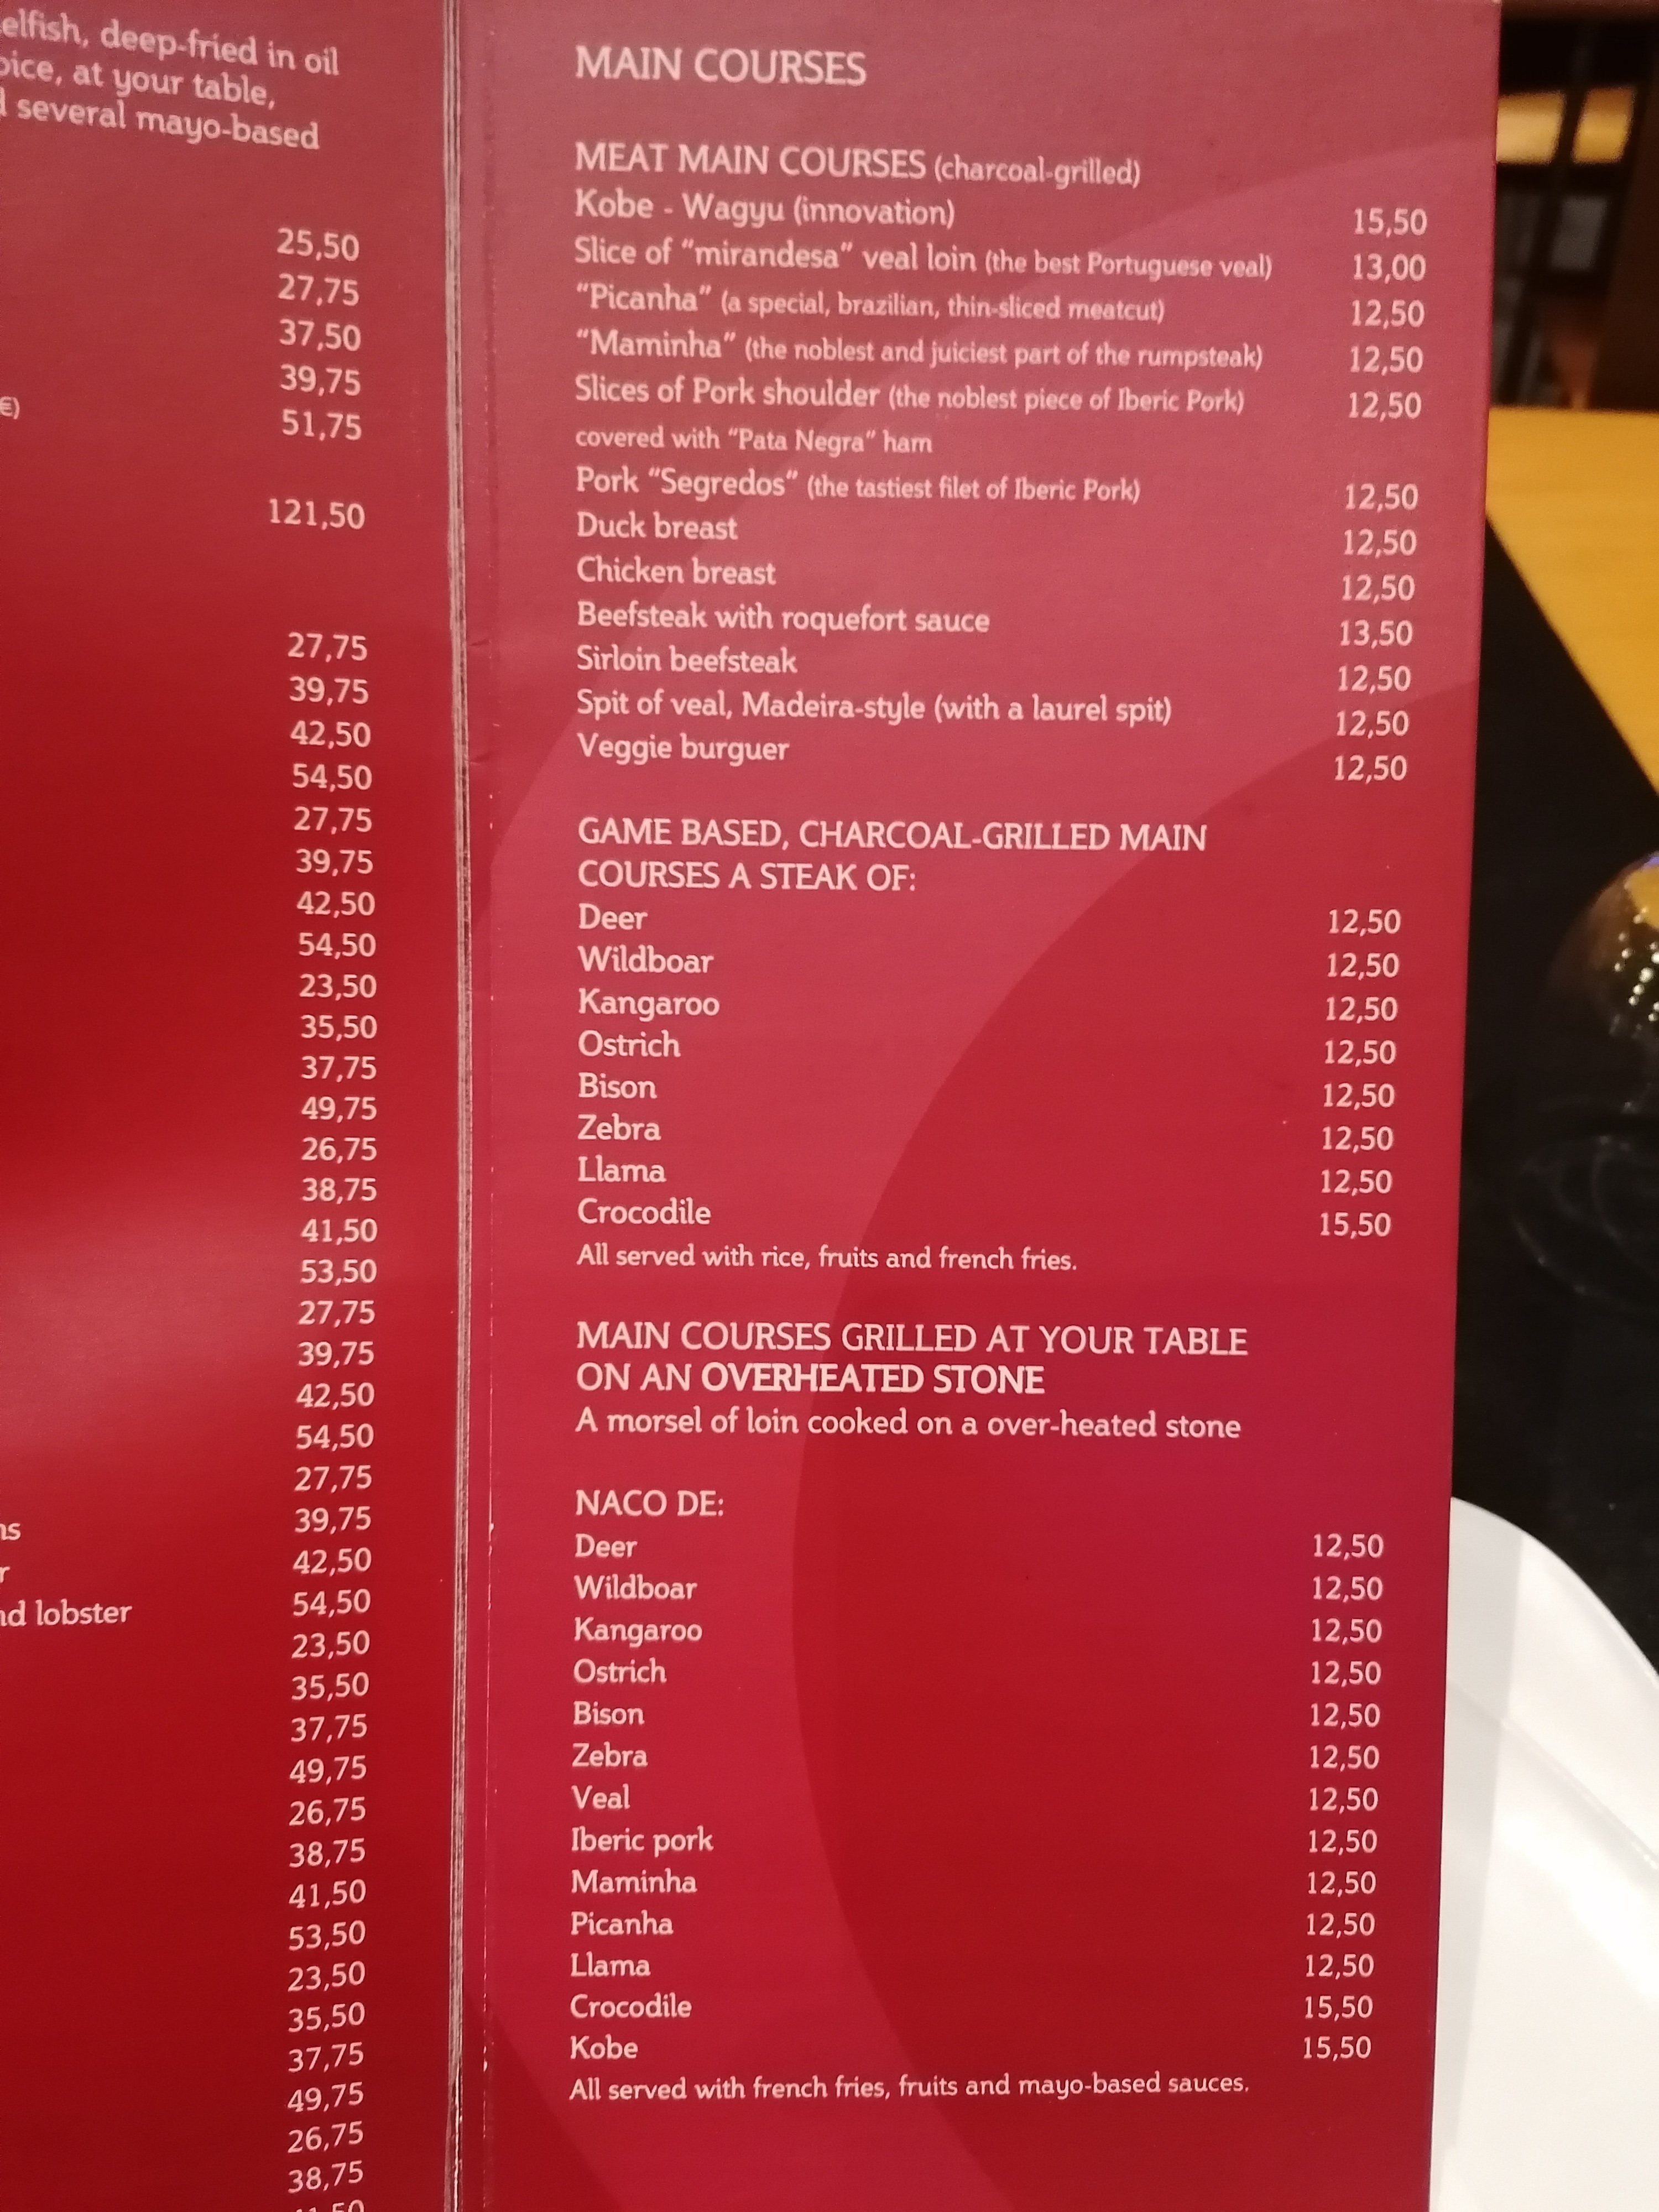 elfish, deep-fried in oil
at your table,
several mayo-based
25,50
27,75
37,50
39,75
€)
51,75
121,50
27,75
39,75
42,50
54,50
27,75
39,75
42,50
54,50
23,50
35,50
37,75
49,75
26,75
38,75
41,50
53,50
27,75
39,75
42,50
54,50
27,75
39,75
42,50
54,50
lobster
23,50
35,50
37,75
49,75
26,75
38,75
41,50
53,50
23,50
35,50
37,75
49,75
26,75
38,75
MAIN COURSES
MEAT MAIN COURSES (charcoal-grilled)
Kobe - Wagyu (innovation) 15,50
Slice of "mirandesa" veal loin (the best Portuguese veal) 13,00
"Picanha" (a special, brazilian, thin-sliced meatcut) 12,50
"Maminha" (the noblest and juiciest part of the rumpsteak) 12,50
Slices of Pork shoulder (the noblest piece of Iberic Pork) 12,50
covered with "Pata Negra" ham
Pork "Segredos" (the tastiest filet of Iberic Pork) 12,50
Duck breast 12,50
Chicken breast 12,50
Beefsteak with roquefort sauce 13,50
Sirloin beefsteak 12,50
Spit of veal, Madeira-style (with a laurel spit) 12,50
Veggie burguer 12,50
GAME BASED, CHARCOAL-GRILLED MAIN
COURSES A STEAK OF:
Deer 12,50
Wildboar 12,50
Kangaroo 12,50
Ostrich 12,50
Bison 12,50
Zebra 12,50
Llama 12,50
Crocodile 15,50
All served with rice, fruits and french fries.
MAIN COURSES GRILLED AT YOUR TABLE
ON AN OVERHEATED STONE
A morsel of loin cooked on a over-heated stone
NACO DE:
Deer 12,50
Wildboar 12,50
Kangaroo 12,50
Ostrich 12,50
Bison 12,50
Zebra 12,50
Veal 12,50
Iberic pork 12,50
Maminha 12,50
Picanha 12,50
Llama 12,50
Crocodile 15,50
Kobe 15,50
All served with french fries, fruits and mayo-based sauces.